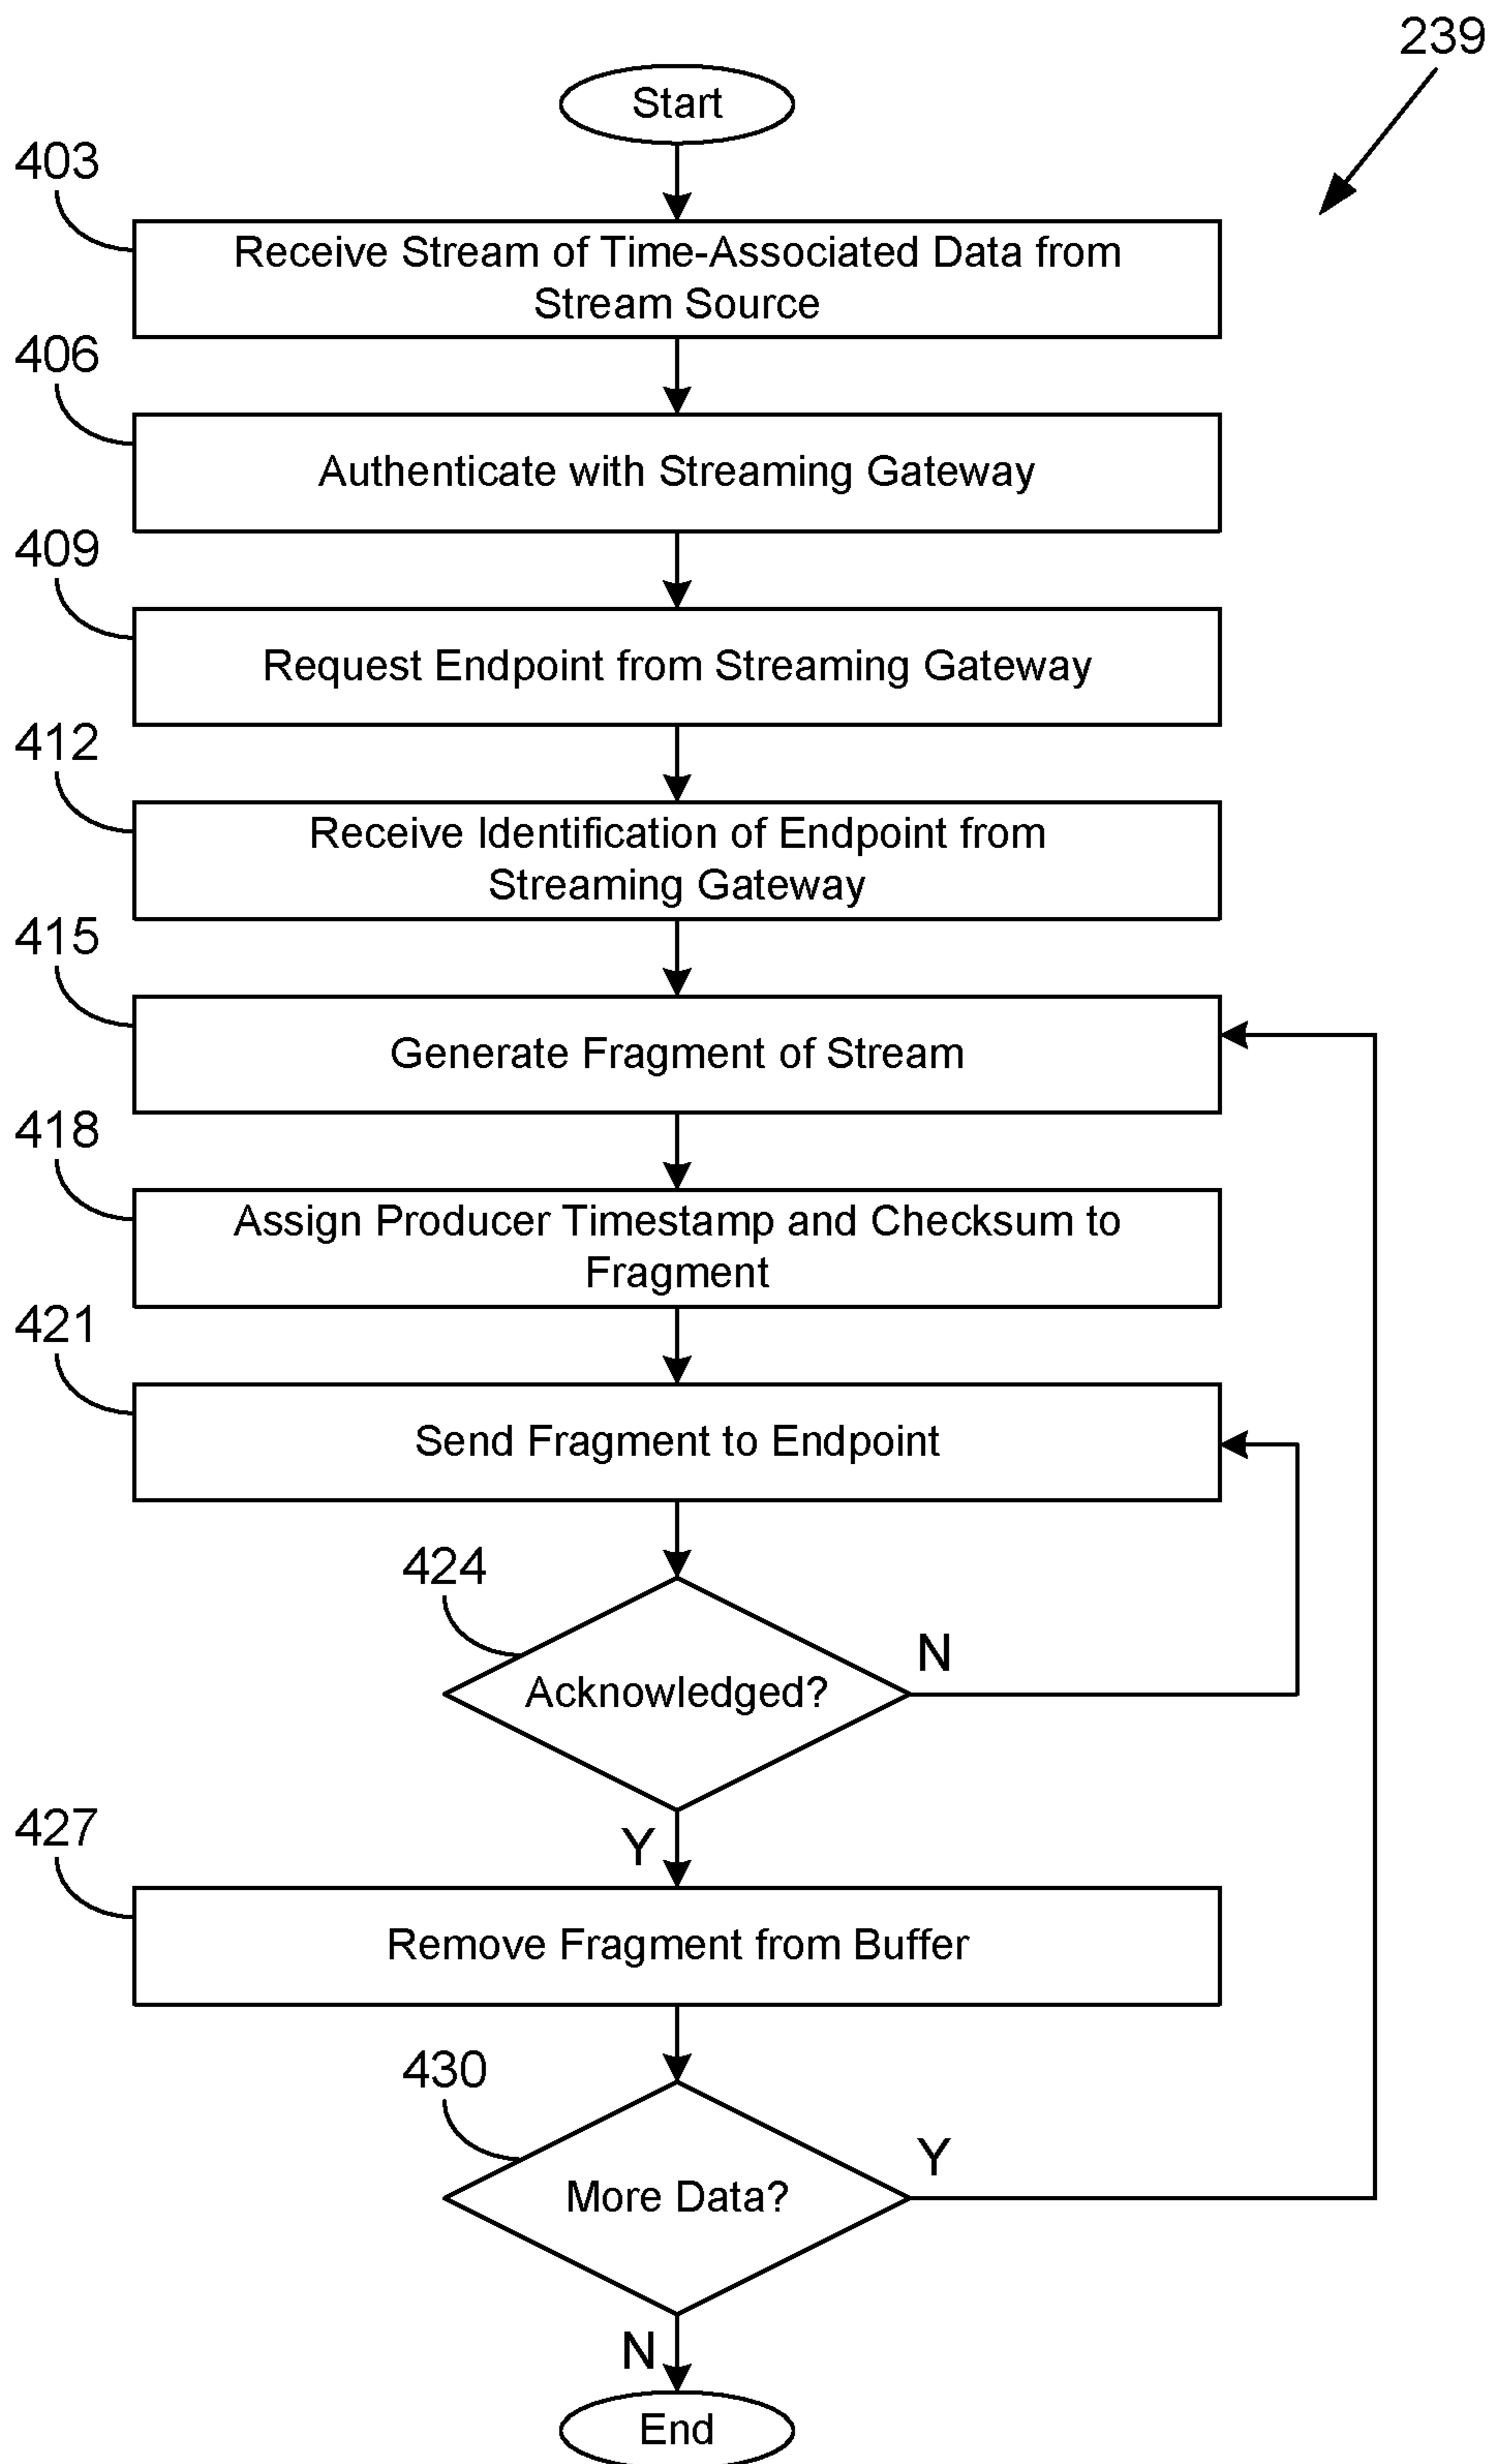 239
Start
403
Receive Stream of Time-Associated Data from
Stream Source
406
Authenticate with Streaming Gateway
409
Request Endpoint from Streaming Gateway
412
Receive Identification of Endpoint from
Streaming Gateway
415
Generate Fragment of Stream
418
Assign Producer Timestamp and Checksum to
Fragment
421
Send Fragment to Endpoint
424
N
Acknowledged?
Y
427
Remove Fragment from Buffer
430
Y
More Data?
N
End